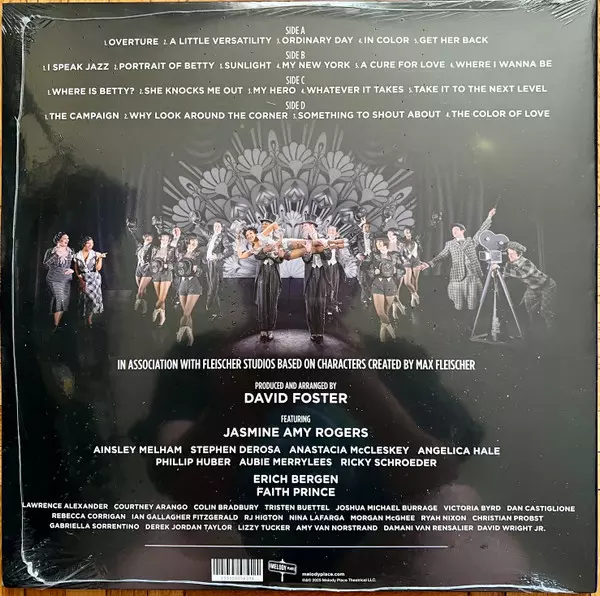 SIDE A
1.OVERTURE 2.A LITTLE VERSATILITY 3.ORDINARY DAY 4.IN COLOR 5.GET HER BACK
SIDE B
1.I SPEAK JAZZ 2.PORTRAIT OF BETTY 3.SUNLIGHT 4.MY NEW YORK 5.A CURE FOR LOVE 6.WHERE I WANNA BE
SIDE C
1.WHERE IS BETTY? 2.SHE KNOCKS ME OUT 3.MY HERO 4.WHATEVER IT TAKES 5.TAKE IT TO THE NEXT LEVEL
SIDE D
1.THE CAMPAIGN 2.WHY LOOK AROUND THE CORNER 3.SOMETHING TO SHOUT ABOUT 4.THE COLOR OF LOVE
IN ASSOCIATION WITH FLEISCHER STUDIOS BASED ON CHARACTERS CREATED BY MAX FLEISCHER
PRODUCED AND ARRANGED BY
DAVID FOSTER
FEATURING
JASMINE AMY ROGERS
AINSLEY MELHAM STEPHEN DEROSA ANASTACIA McCLESKEY ANGELICA HALE
PHILLIP HUBER AUBIE MERRYLEES RICKY SCHROEDER
ERICH BERGEN
FAITH PRINCE
LAWRENCE ALEXANDER COURTNEY ARANGO COLIN BRADBURY TRISTEN BUETTEL JOSHUA MICHAEL BURRAGE VICTORIA BYRD DAN CASTIGLIONE
REBECCA CORRIGAN IAN GALLAGHER FITZGERALD RJ HIGTON NINA LAFARGA MORGAN McGHEE RYAN NIXON CHRISTIAN PROBST
GABRIELLA SORRENTINO DEREK JORDAN TAYLOR LIZZY TUCKER AMY VAN NORSTRAND DAMANI VAN RENSALIER DAVID WRIGHT JR.
MELODY PLACE
melodyplace.com
℗&© 2025 Melody Place Theatrical LLC.